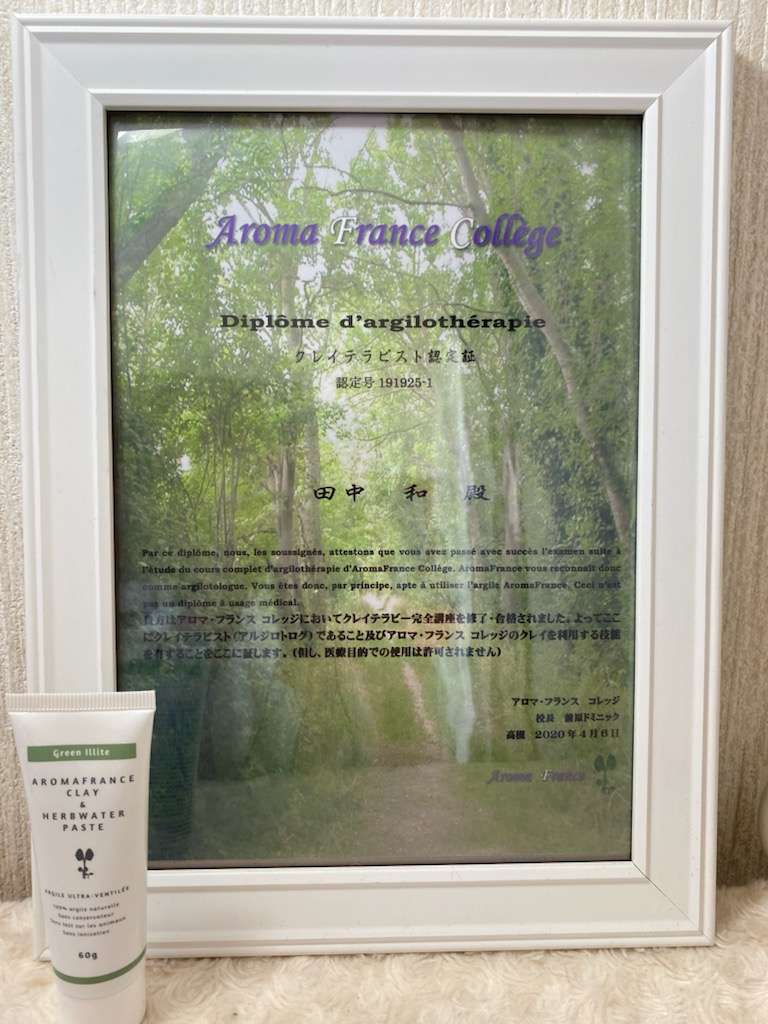 Aroma France Collège
Diplôme d'argilothérapie
クレイテラピスト認定証
認定号 191925-1
田中 和 殿
Par ce diplôme, nous, les soussignés, attestons que vous avez passé avec succès l'examen suite à
l'étude du cours complet d'argilothérapie d'AromaFrance Collège. AromaFrance vous reconnaît donc
comme argilotologue. Vous êtes donc, par principe, apte à utiliser l'argile AromaFrance. Ceci n'est
pas un diplôme à usage médical.
貴方はアロマ・フランス コレッジにおいてクレイテラピー完全講座を修了・合格されました。よってここ
にクレイテラピスト(アルジロトログ)であること及びアロマ・フランス コレッジのクレイを利用する技能
を有することをここに証します。(但し、医療目的での使用は許可されません)
アロマ・フランス コレッジ
校長 前原ドミニック
高槻 2020年4月6日
Aroma France
Green Illite
AROMAFRANCE
CLAY
&
HERBWATER
PASTE
ARGILE ULTRA-VENTILÉE
100% argile naturelle
Sans conservateur
Sans test sur les animaux
Sans ionisation
60g